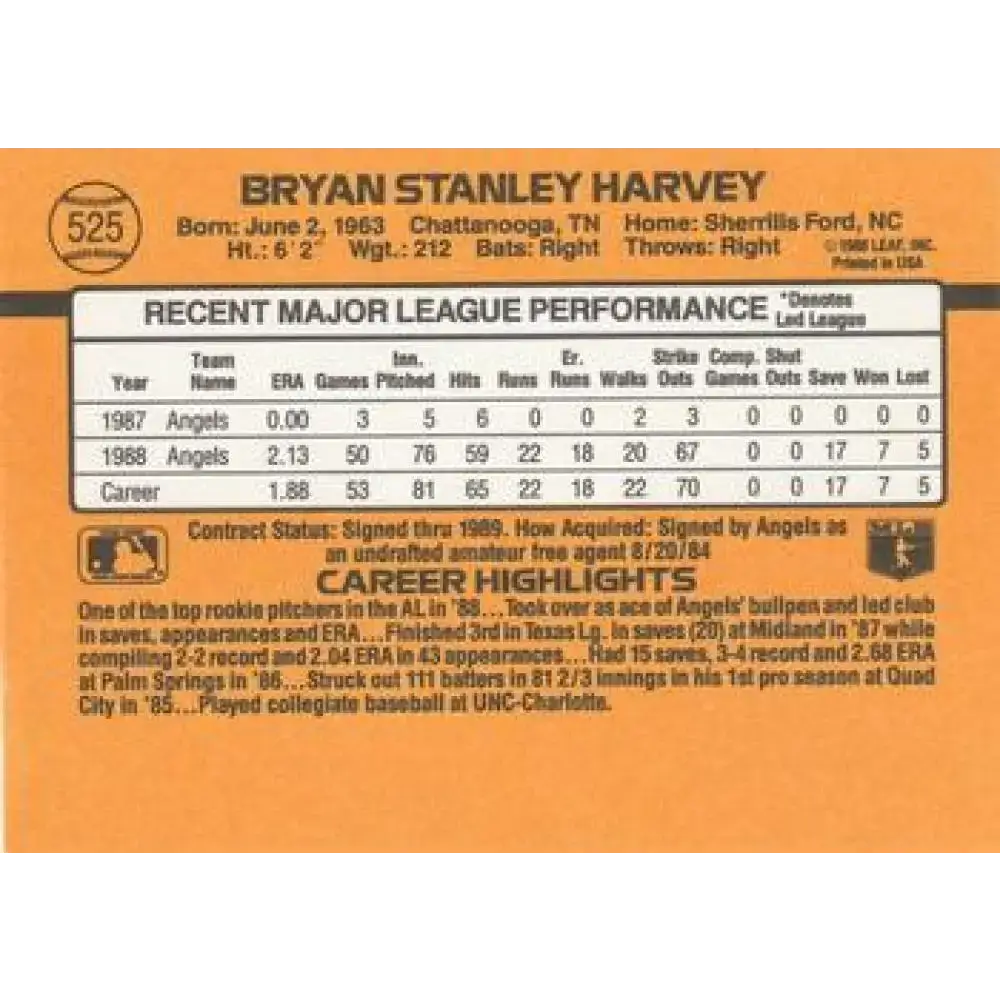 525
BRYAN STANLEY HARVEY
Born: June 2, 1963 Chattanooga, TN Home: Sherrills Ford, NC
Ht.: 6'2" Wgt.: 212 Bats: Right Throws: Right © 1988 LEAF, INC.
Printed in USA
RECENT MAJOR LEAGUE PERFORMANCE *Denotes
Led League
Team Inn. Er. Strike Comp. Shut
Year Name ERA Games Pitched Hits Runs Runs Walks Outs Games Outs Save Won Lost
1987 Angels 0.00 3 5 6 0 0 2 3 0 0 0 0 0
1988 Angels 2.13 50 76 59 22 18 20 67 0 0 17 7 5
Career 1.88 53 81 65 22 18 22 70 0 0 17 7 5
Contract Status: Signed thru 1989. How Acquired: Signed by Angels as
an undrafted amateur free agent 8/20/84
CAREER HIGHLIGHTS
One of the top rookie pitchers in the AL in '88...Took over as ace of Angels' bullpen and led club
in saves, appearances and ERA...Finished 3rd in Texas Lg. in saves (20) at Midland in '87 while
compiling 2-2 record and 2.04 ERA in 43 appearances...Had 15 saves, 3-4 record and 2.68 ERA
at Palm Springs in '86...Struck out 111 batters in 81 2/3 innings in his 1st pro season at Quad
City in '85...Played collegiate baseball at UNC-Charlotte.